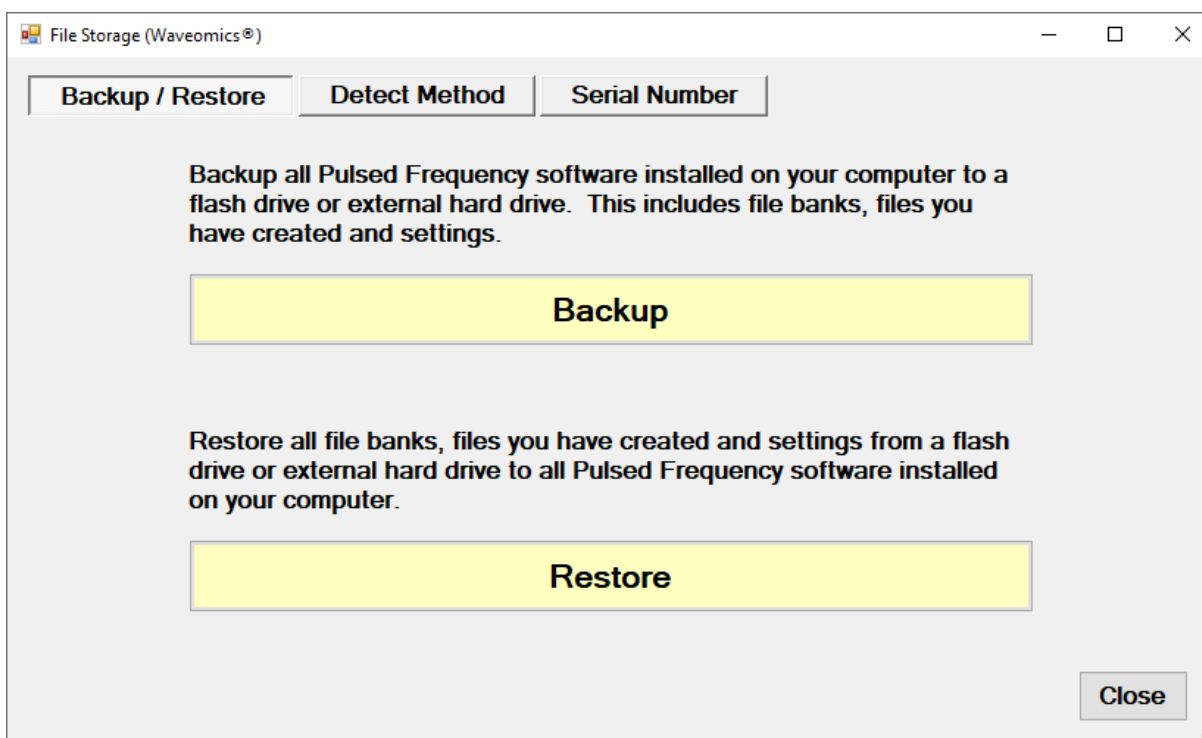 File Storage (Waveomics®)
Backup / Restore
Detect Method
Serial Number
Backup all Pulsed Frequency software installed on your computer to a
flash drive or external hard drive.  This includes file banks, files you
have created and settings.
Backup
Restore all file banks, files you have created and settings from a flash
drive or external hard drive to all Pulsed Frequency software installed
on your computer.
Restore
Close